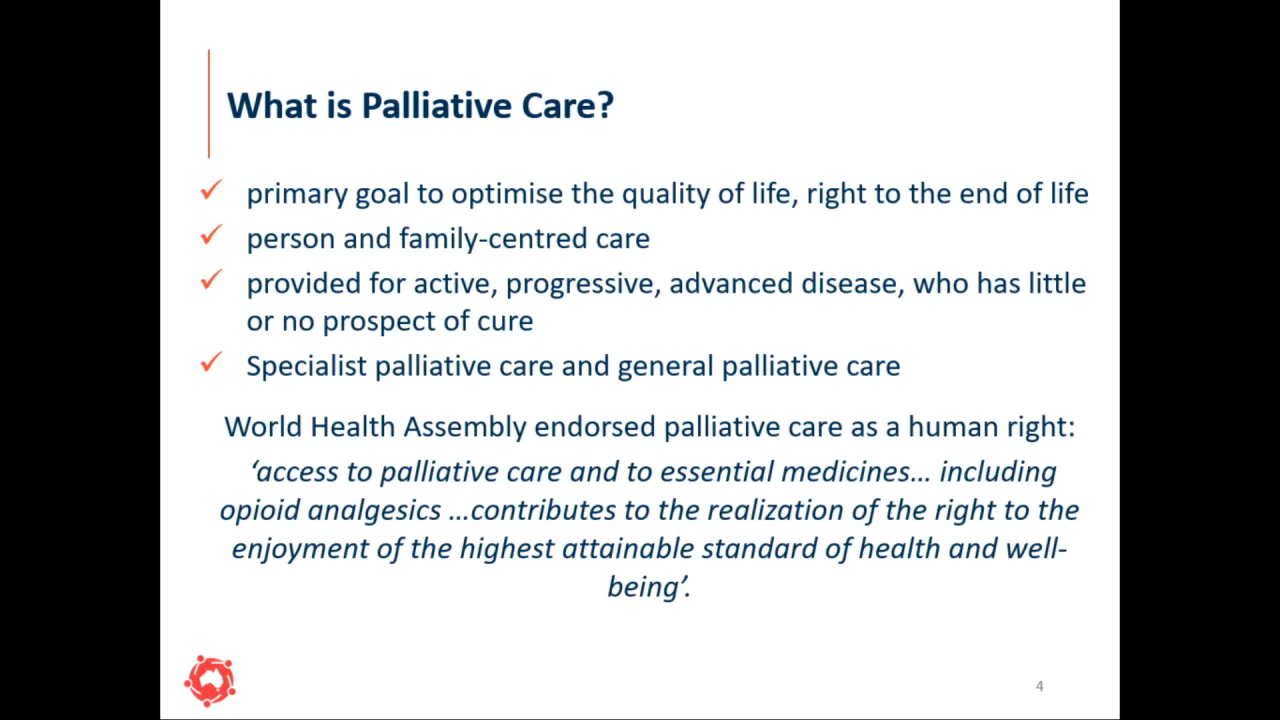 What is Palliative Care?
✓ primary goal to optimise the quality of life, right to the end of life
✓ person and family-centred care
✓ provided for active, progressive, advanced disease, who has little
or no prospect of cure
✓ Specialist palliative care and general palliative care
World Health Assembly endorsed palliative care as a human right:
‘access to palliative care and to essential medicines… including
opioid analgesics …contributes to the realization of the right to the
enjoyment of the highest attainable standard of health and well-
being’.
4